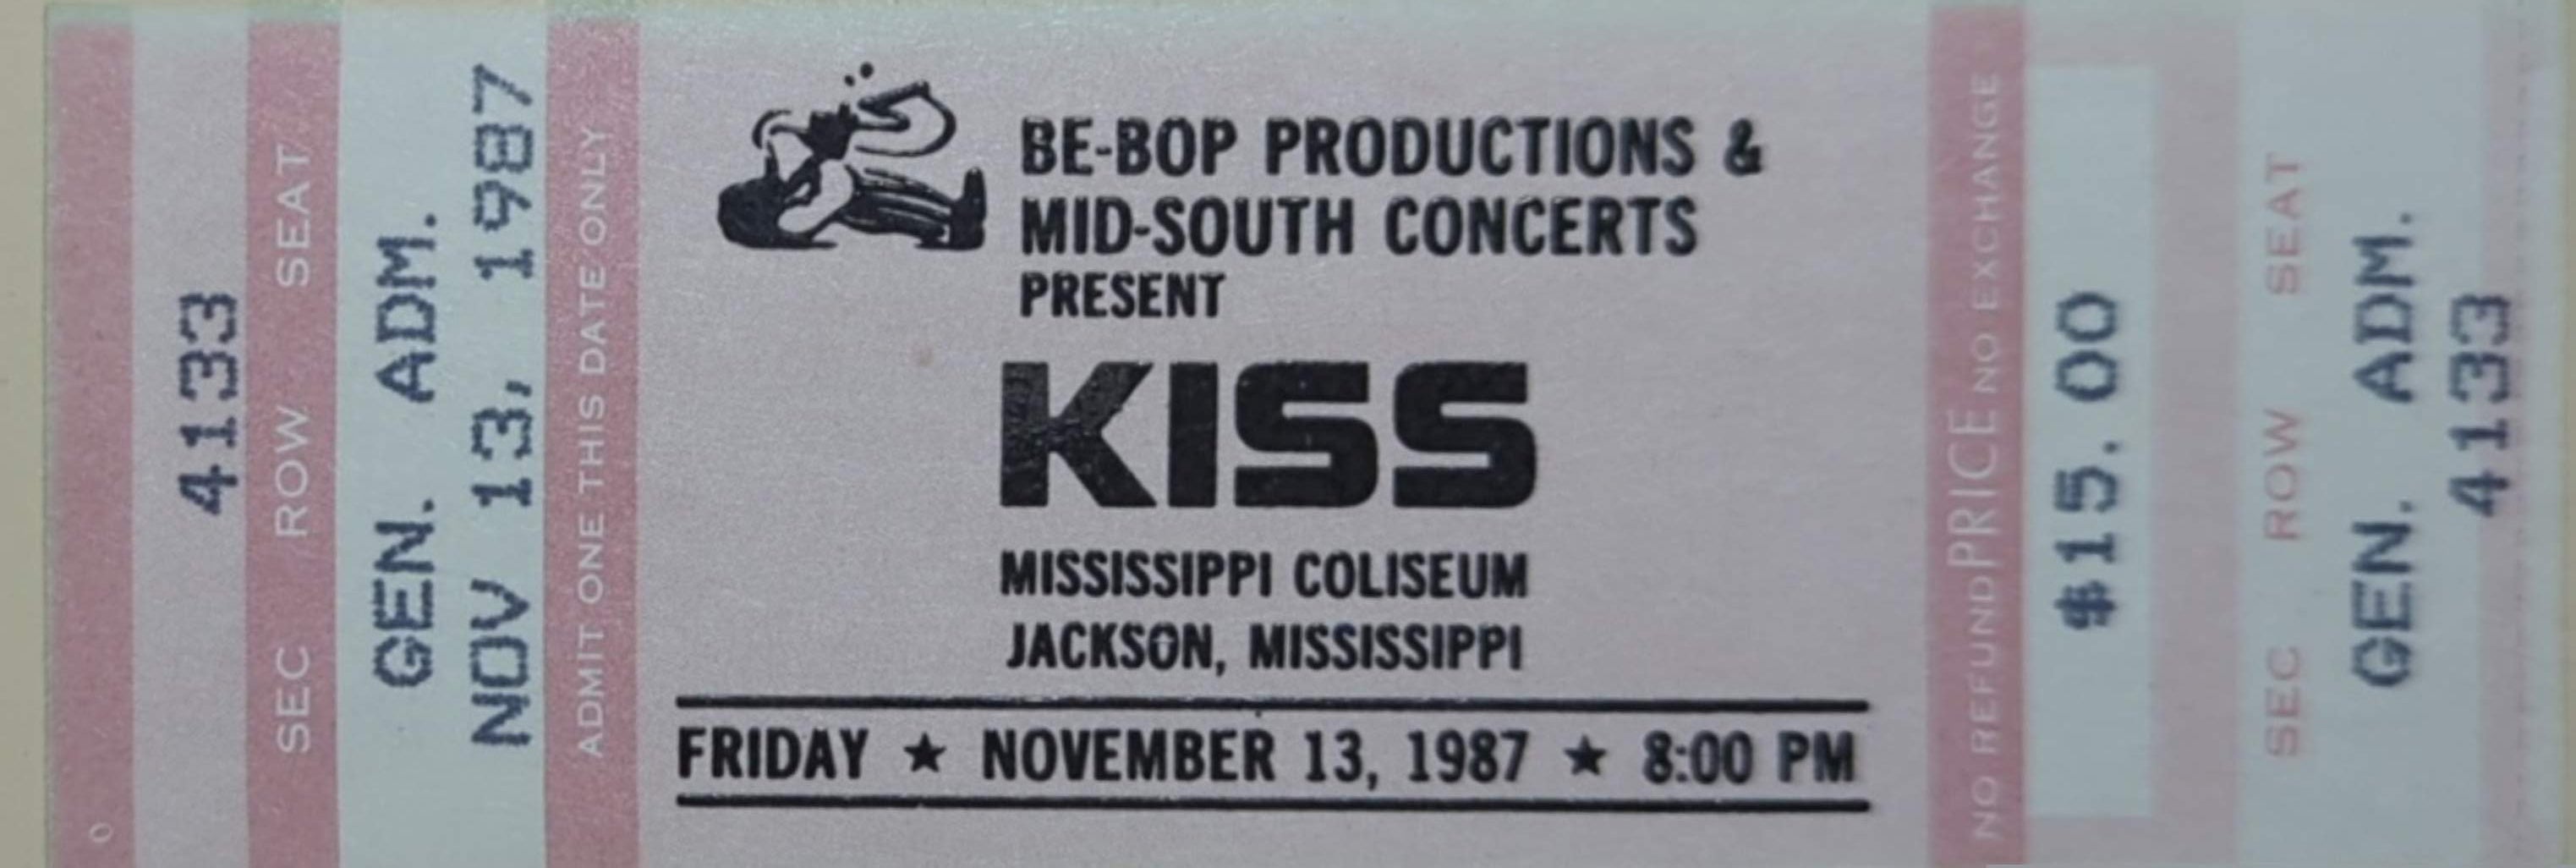 4133
SEC ROW SEAT
GEN. ADM.
NOV 13, 1987
ADMIT ONE THIS DATE ONLY
BE-BOP PRODUCTIONS &
MID-SOUTH CONCERTS
PRESENT
KISS
MISSISSIPPI COLISEUM
JACKSON, MISSISSIPPI
FRIDAY ★ NOVEMBER 13, 1987 ★ 8:00 PM
NO REFUND PRICE NO EXCHANGE
$15.00
SEC ROW SEAT
GEN. ADM.
4133
0